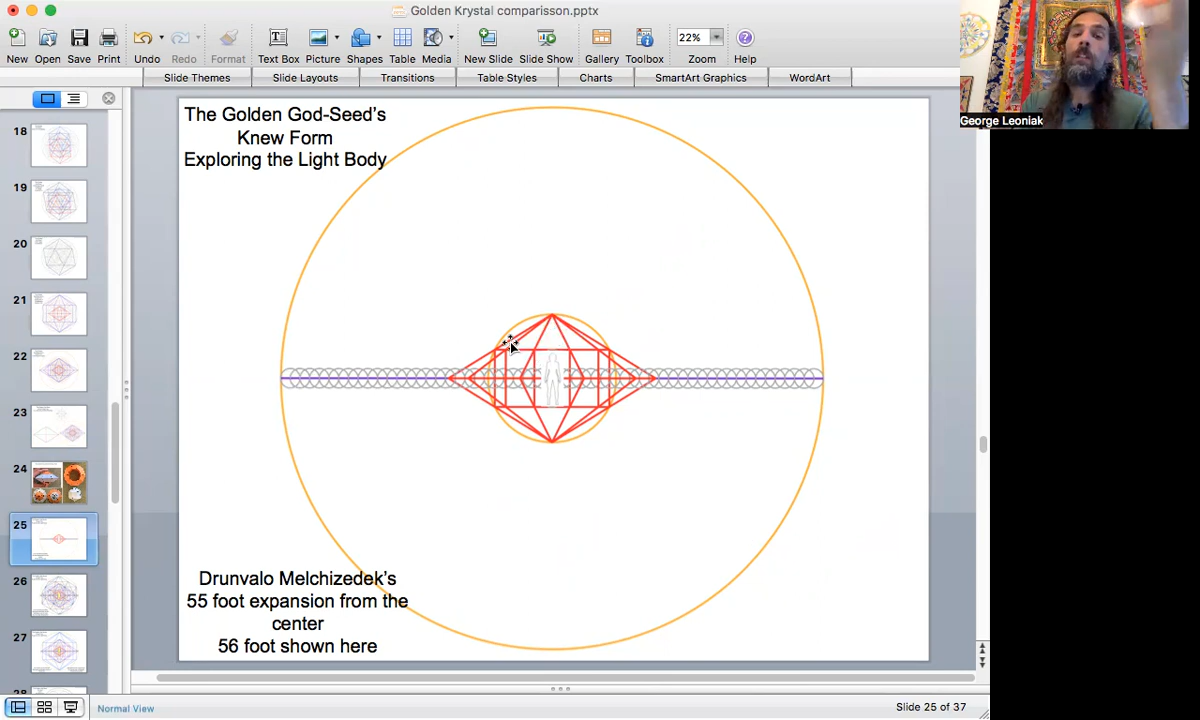 Golden Krystal comparisson.pptx
New Open Save Print Undo Redo Format Text Box Picture Shapes Table Media New Slide Slide Show Gallery Toolbox 22% Zoom Help
Slide Themes Slide Layouts Transitions Table Styles Charts SmartArt Graphics WordArt
George Leoniak
18
19
20
21
22
23
24
25
26
27
28
The Golden God-Seed's
Knew Form
Exploring the Light Body
Drunvalo Melchizedek's
55 foot expansion from the
center
56 foot shown here
Normal View
Slide 25 of 37